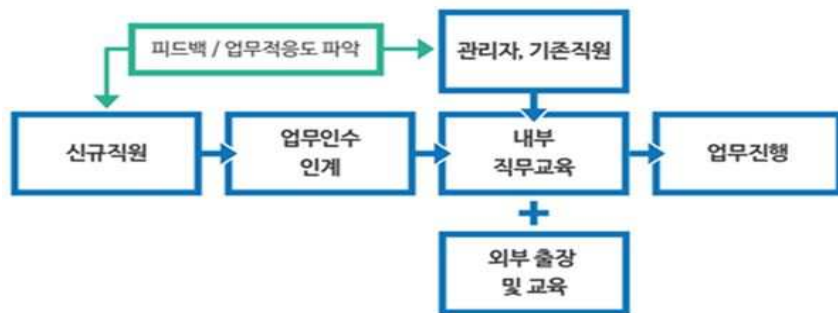 피드백 / 업무적응도 파악
관리자, 기존직원
신규직원
업무인수
인계
내부
직무교육
업무진행
+
외부 출장
및 교육